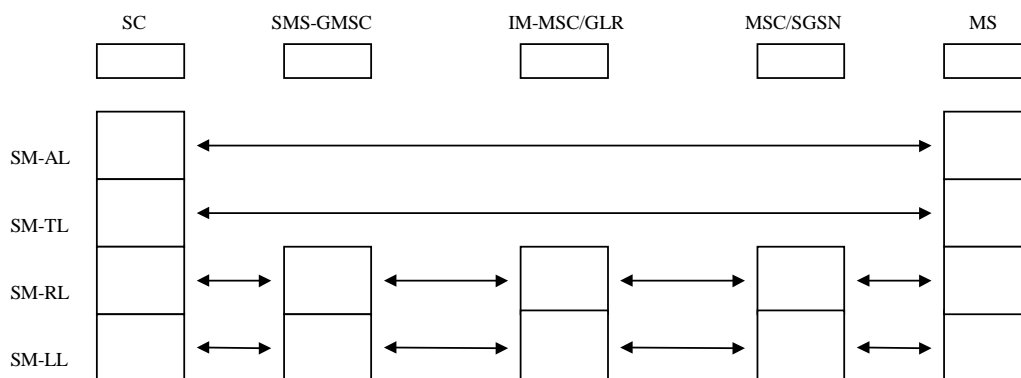 SC SMS-GMSC IM-MSC/GLR MSC/SGSN MS
SM-AL
SM-TL
SM-RL
SM-LL